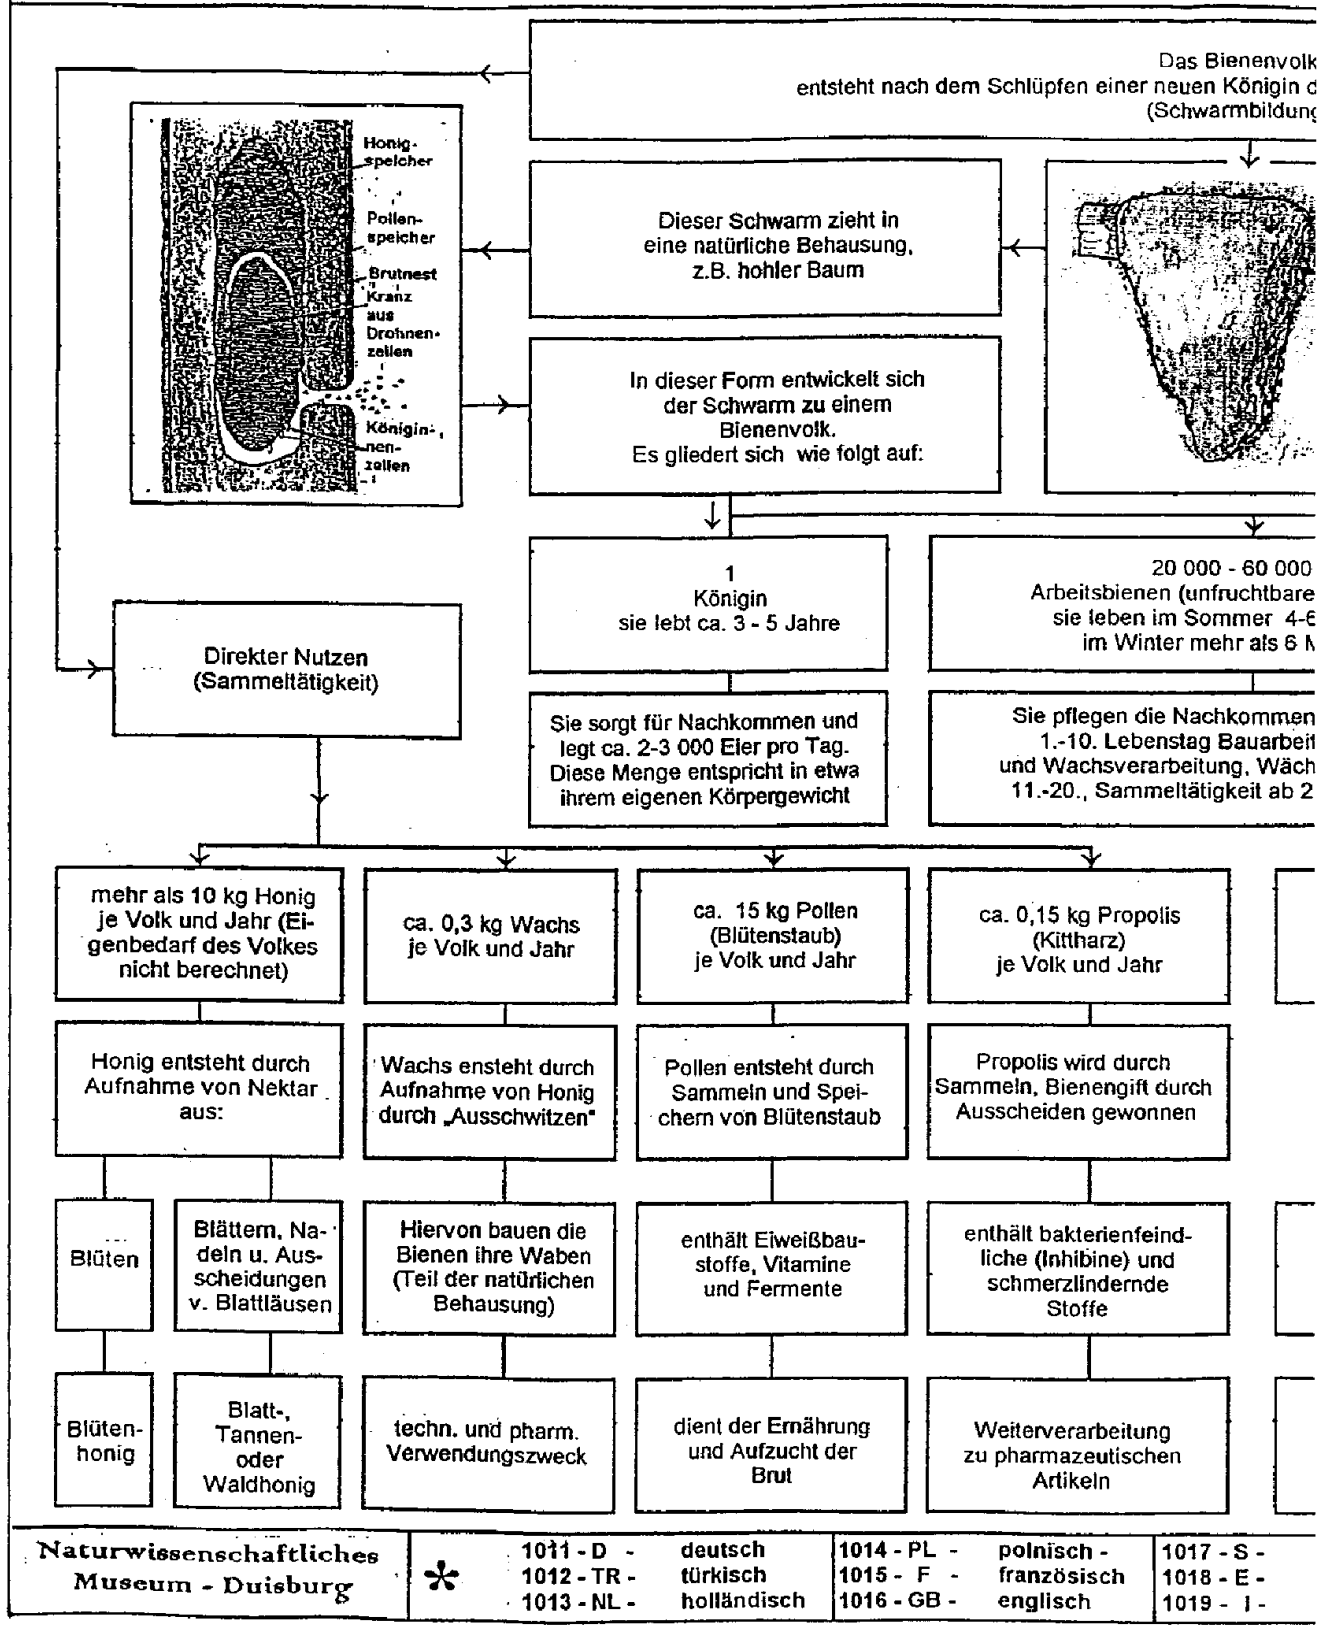 Das Bienenvolk
entsteht nach dem Schlüpfen einer neuen Königin d
(Schwarmbildung
Honig-
speicher
Pollen-
speicher
Brutnest
Kranz
aus
Drohnen-
zellen
Königin-
nen-
zellen
Dieser Schwarm zieht in
eine natürliche Behausung,
z.B. hohler Baum
In dieser Form entwickelt sich
der Schwarm zu einem
Bienenvolk.
Es gliedert sich wie folgt auf:
1
Königin
sie lebt ca. 3 - 5 Jahre
20 000 - 60 000
Arbeitsbienen (unfruchtbare
sie leben im Sommer 4-6
im Winter mehr als 6 M
Direkter Nutzen
(Sammeltätigkeit)
Sie sorgt für Nachkommen und
legt ca. 2-3 000 Eier pro Tag.
Diese Menge entspricht in etwa
ihrem eigenen Körpergewicht
Sie pflegen die Nachkommen
1.-10. Lebenstag Bauarbeit
und Wachsverarbeitung, Wäch
11.-20., Sammeltätigkeit ab 2
mehr als 10 kg Honig
je Volk und Jahr (Ei-
genbedarf des Volkes
nicht berechnet)
ca. 0,3 kg Wachs
je Volk und Jahr
ca. 15 kg Pollen
(Blütenstaub)
je Volk und Jahr
ca. 0,15 kg Propolis
(Kittharz)
je Volk und Jahr
Honig entsteht durch
Aufnahme von Nektar
aus:
Wachs ensteht durch
Aufnahme von Honig
durch „Ausschwitzen"
Pollen entsteht durch
Sammeln und Spei-
chern von Blütenstaub
Propolis wird durch
Sammeln, Bienengift durch
Ausscheiden gewonnen
Blüten
Blättern, Na-
deln u. Aus-
scheidungen
v. Blattläusen
Hiervon bauen die
Bienen ihre Waben
(Teil der natürlichen
Behausung)
enthält Eiweißbau-
stoffe, Vitamine
und Fermente
enthält bakterienfeind-
liche (Inhibine) und
schmerzlindernde
Stoffe
Blüten-
honig
Blatt-,
Tannen-
oder
Waldhonig
techn. und pharm.
Verwendungszweck
dient der Ernährung
und Aufzucht der
Brut
Weiterverarbeitung
zu pharmazeutischen
Artikeln
Naturwissenschaftliches
Museum - Duisburg
*
1011 - D - deutsch
1012 - TR - türkisch
1013 - NL - holländisch
1014 - PL - polnisch -
1015 - F - französisch
1016 - GB - englisch
1017 - S -
1018 - E -
1019 - I -